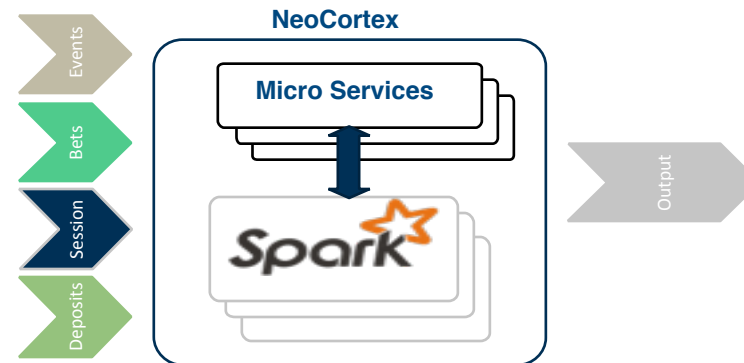 NeoCortex
Events
Bets
Session
Deposits
Micro Services
Spark
Output